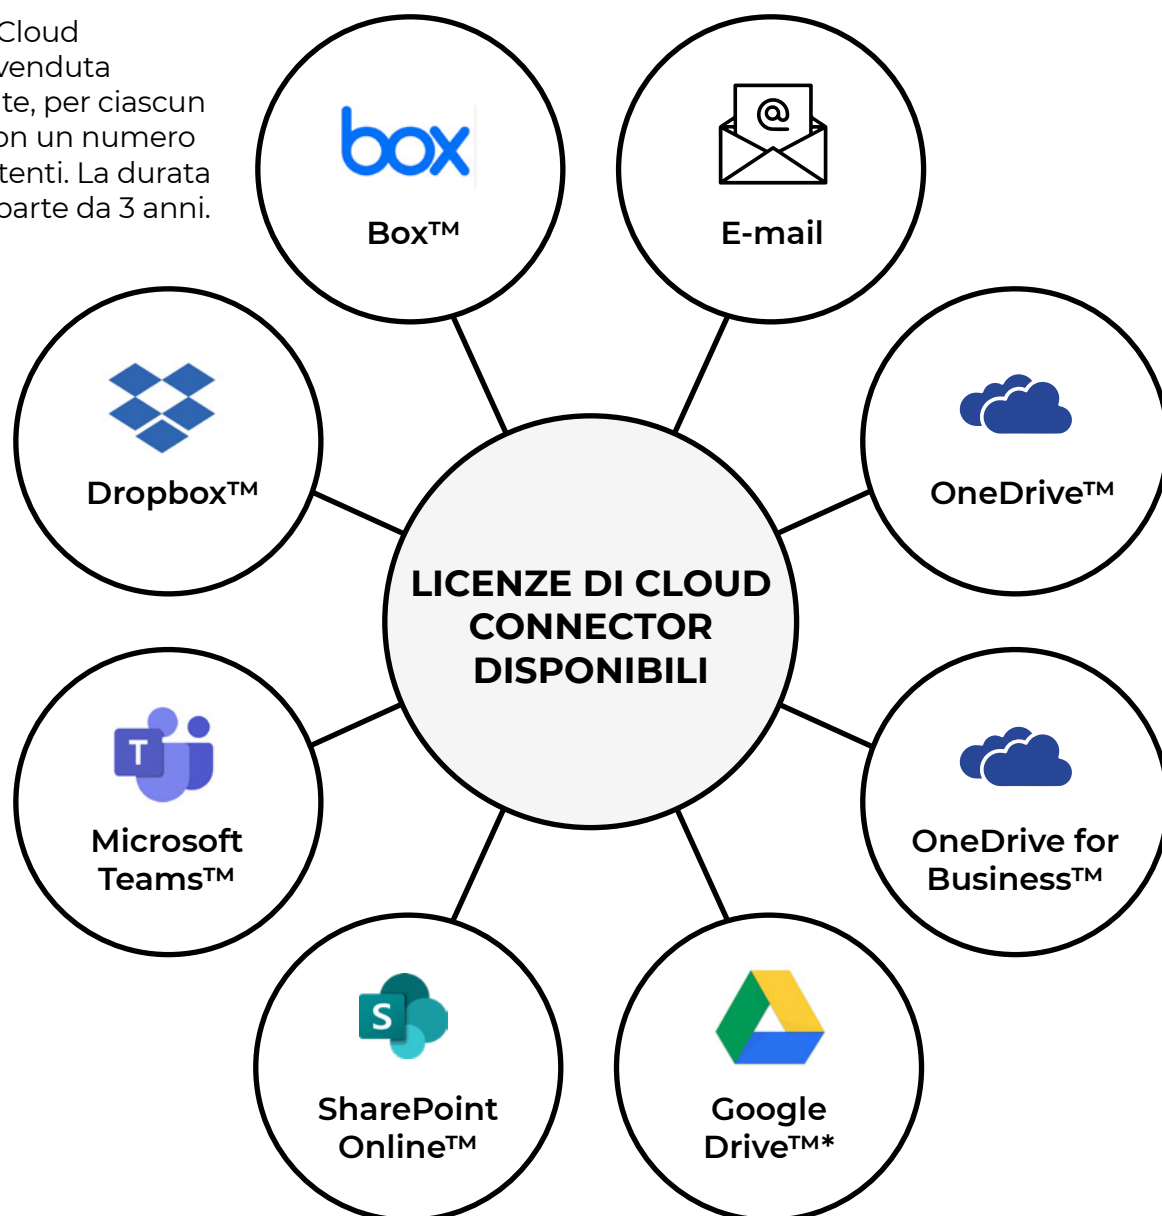 Cloud
venduta
te, per ciascun
on un numero
tenti. La durata
parte da 3 anni.
box
Box™
@
E-mail
Dropbox™
OneDrive™
LICENZE DI CLOUD
CONNECTOR
DISPONIBILI
T
Microsoft
Teams™
OneDrive for
Business™
S
SharePoint
Online™
Google
Drive™*